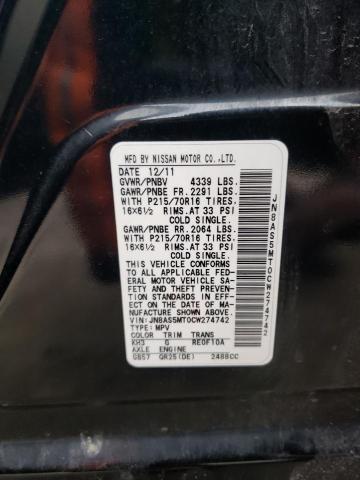 MFD BY NISSAN MOTOR CO.,LTD.
DATE 12/11
GVWR/PNBV 4339 LBS.
GAWR/PNBE FR.2291 LBS.
WITH P215/70R16 TIRES,
16X6½ RIMS.AT 33 PSI
COLD SINGLE.
GAWR/PNBE RR.2064 LBS.
WITH P215/70R16 TIRES,
16X6½ RIMS.AT 33 PSI
COLD SINGLE.
THIS VEHICLE CONFORMS
TO ALL APPLICABLE FED-
ERAL MOTOR VEHICLE SA-
FETY AND THEFT PREVENT-
ION STANDARDS IN EFFECT
ON THE DATE OF MA-
NUFACTURE SHOWN ABOVE.
VIN:JN8AS5MT0CW274742
TYPE:MPV
COLOR TRIM TRANS
KH3 G RE0F10A
AXLE ENGINE
GB57 QR25(DE) 2488CC
JN8AS5MT0CW274742